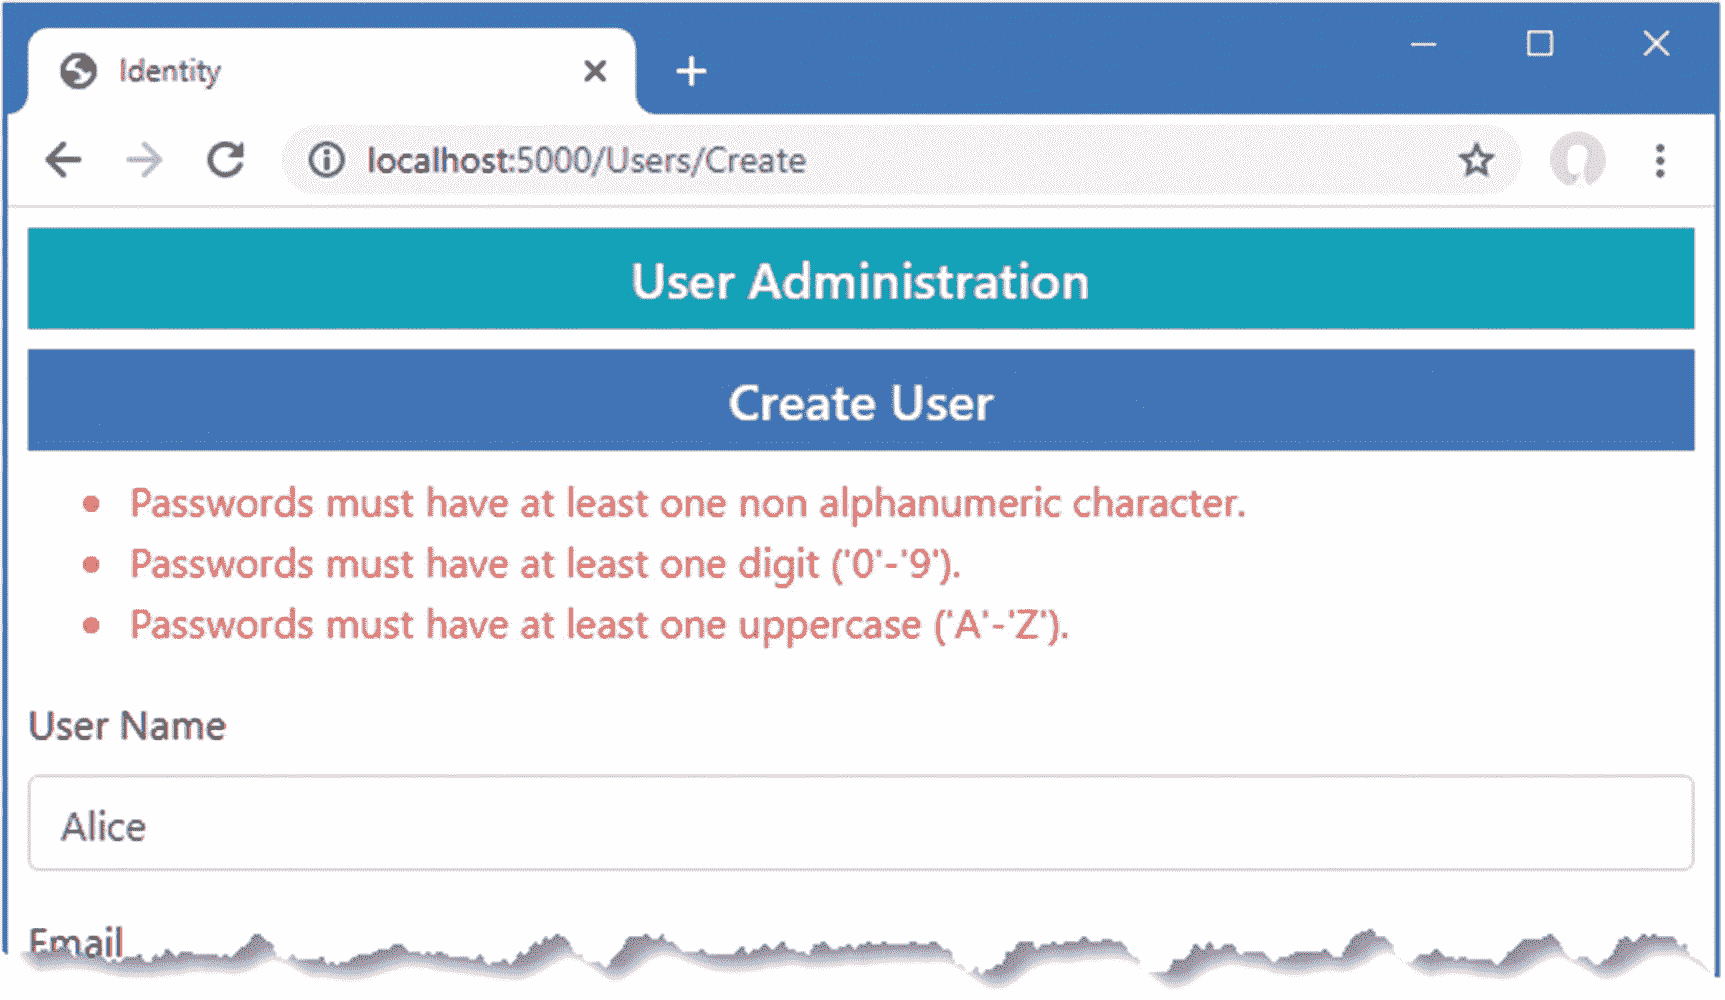 Identity
localhost:5000/Users/Create
User Administration
Create User
Passwords must have at least one non alphanumeric character.
Passwords must have at least one digit ('0'-'9').
Passwords must have at least one uppercase ('A'-'Z').
User Name
Alice
Email